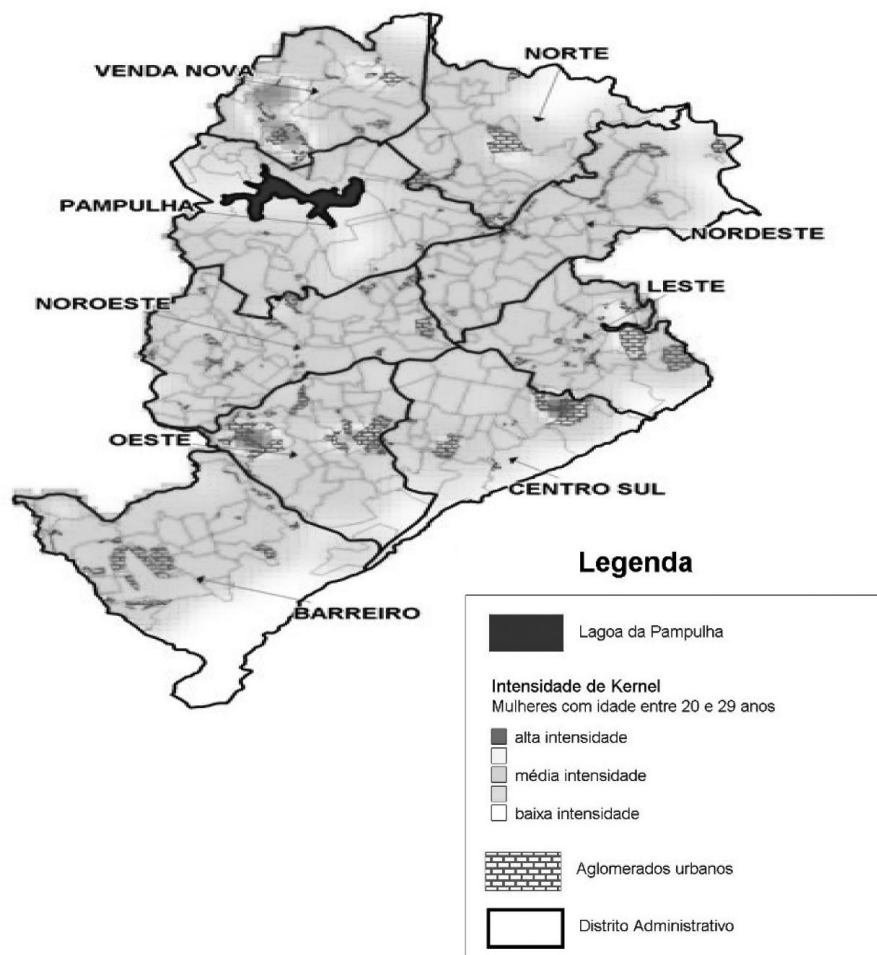 NORTE
VENDA NOVA
PAMPULHA
NORDESTE
LESTE
NOROESTE
OESTE
CENTRO SUL
BARREIRO
Legenda
Lagoa da Pampulha
Intensidade de Kernel
Mulheres com idade entre 20 e 29 anos
alta intensidade
média intensidade
baixa intensidade
Aglomerados urbanos
Distrito Administrativo